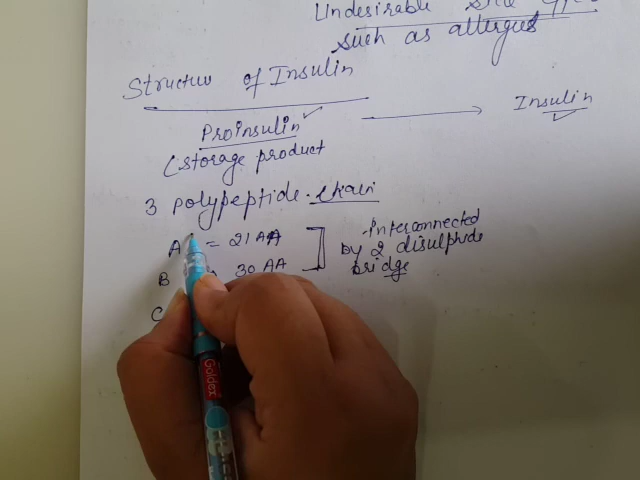 Undesirable
such as allergies
Structure of Insulin
Proinsulin → Insulin
(storage product
3 polypeptide chain
A = 21 AA
B 30 AA
C
Interconnected
by 2 disulphide
bridge
Goldex